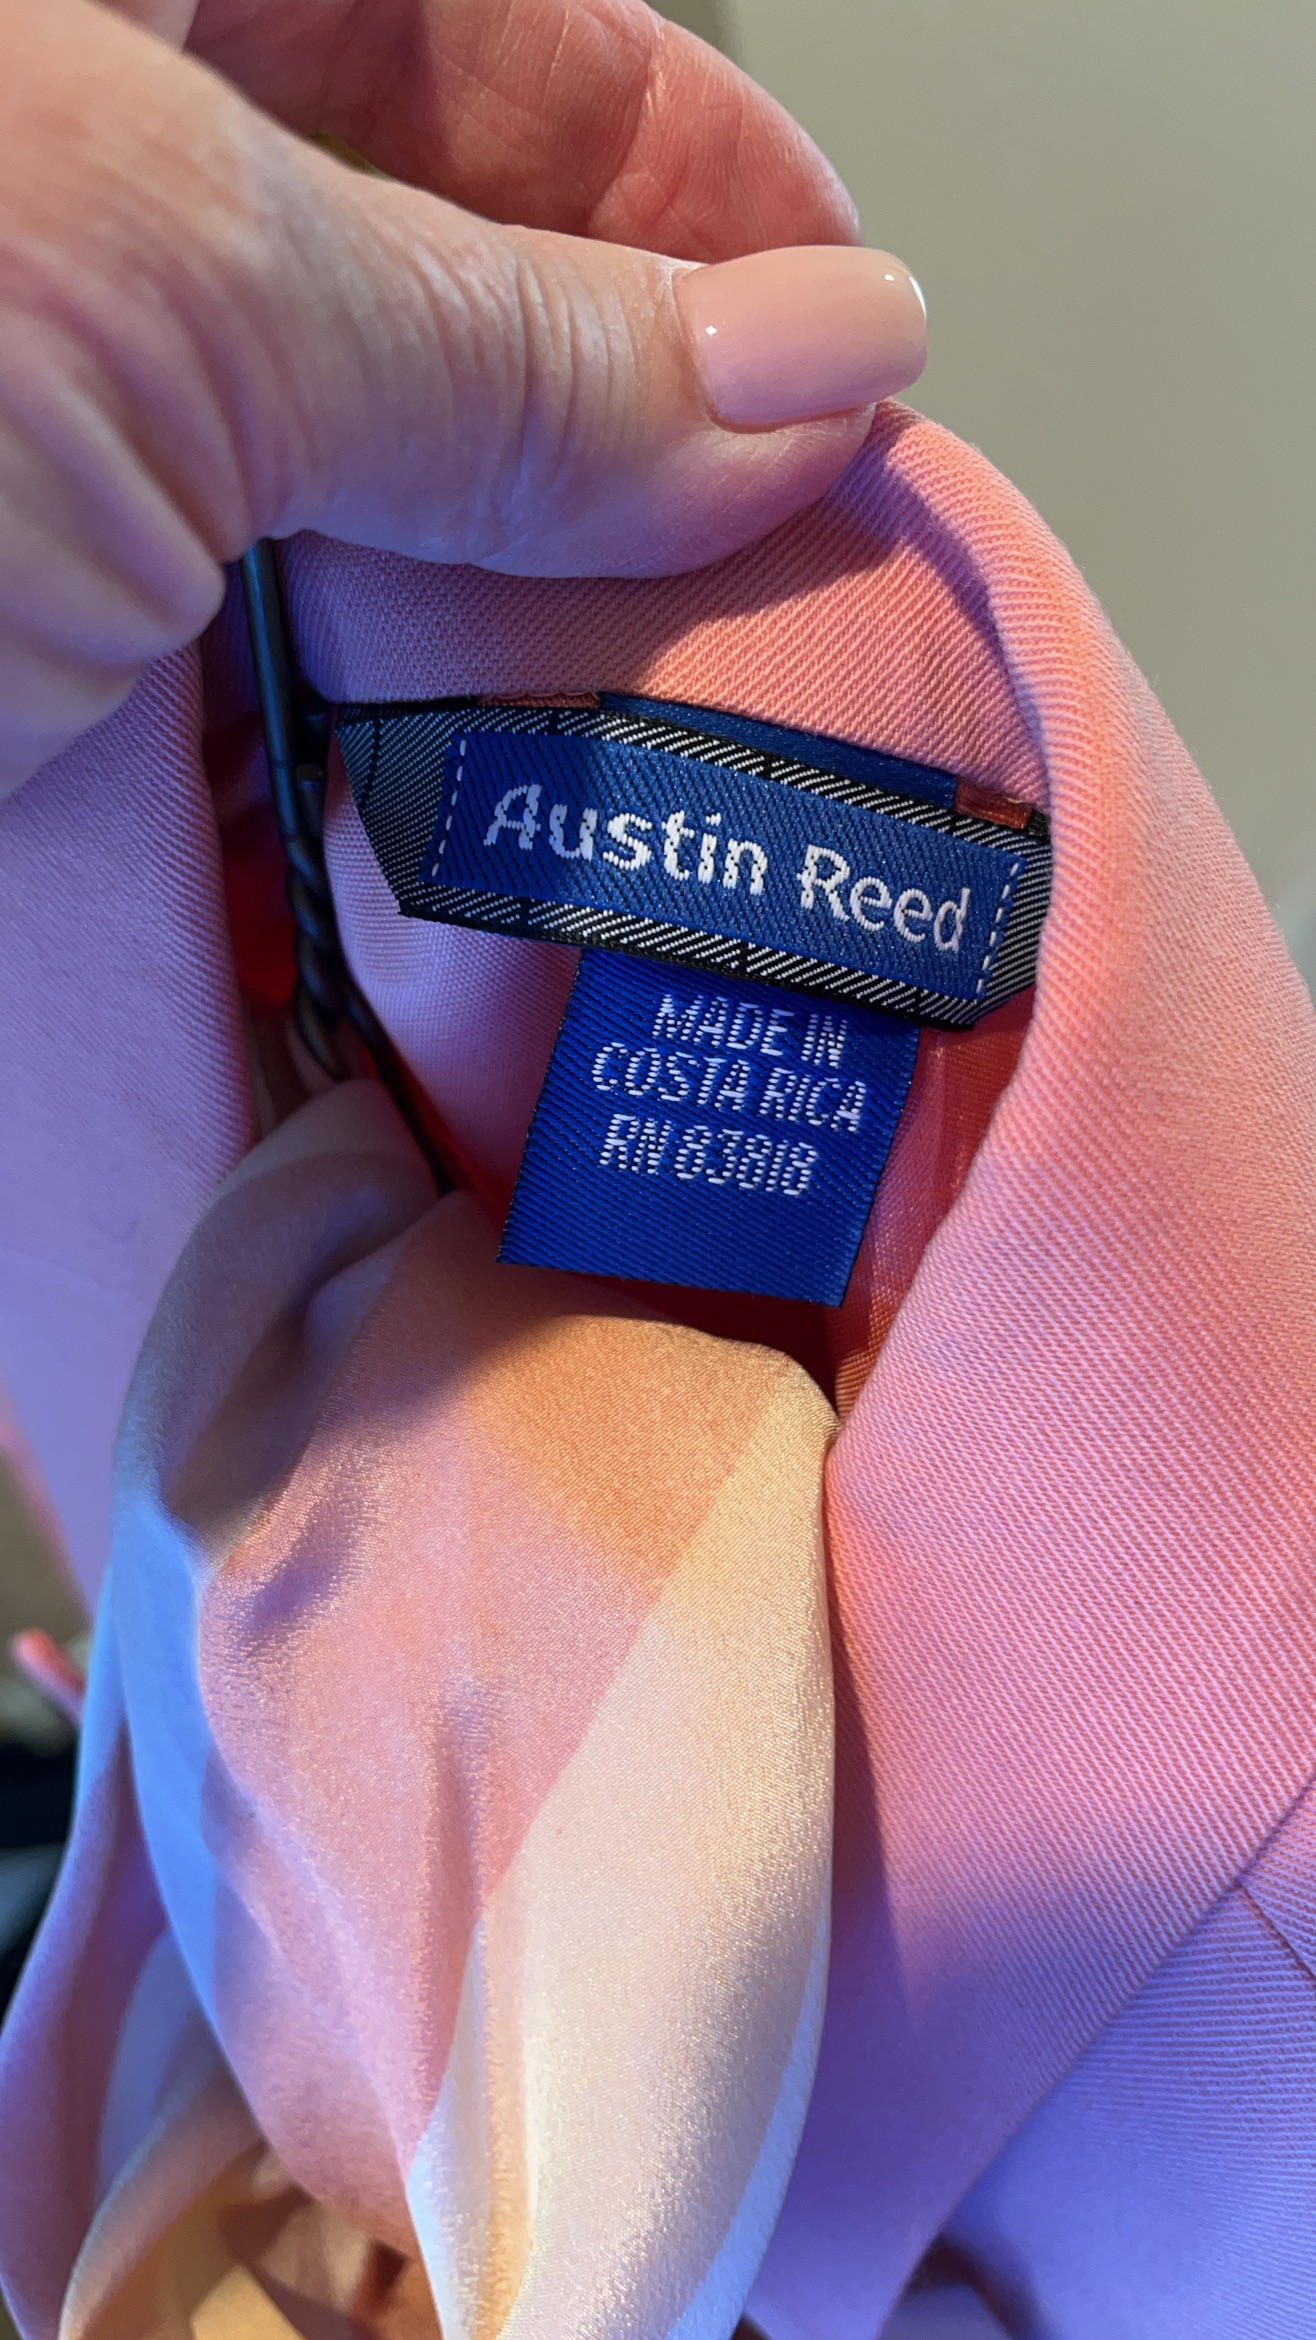 Austin Reed
MADE IN
COSTA RICA
RN 83818